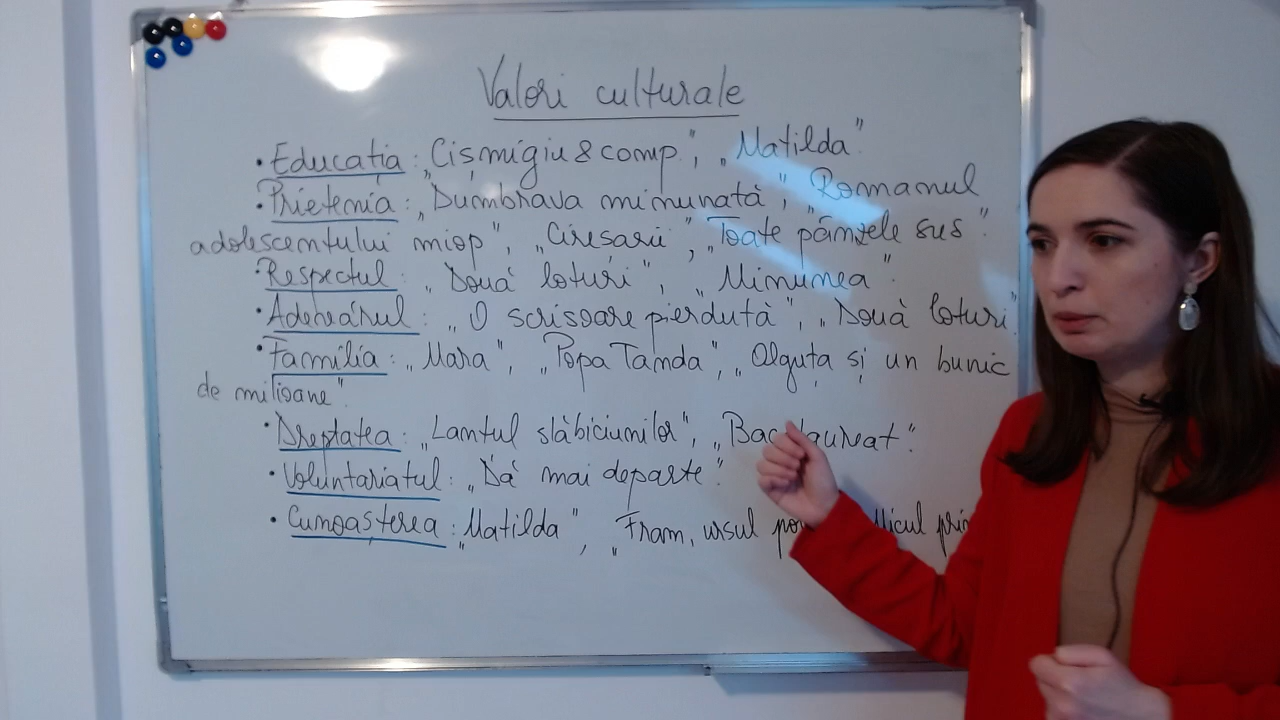 Valori culturale
• Educația : „Cișmigiu & comp.", „Matilda"
• Prietenia : „Dumbrava minunată", „Romanul
adolescentului miop", „Cireșarii", „Toate pânzele sus".
• Respectul : „Două loturi", „Minunea".
• Adevărul : „O scrisoare pierdută", „Două loturi".
• Familia : „Mara", „Popa Tanda", „Olguța și un bunic
de milioane".
• Dreptatea : „Lanțul slăbiciunilor", „Bacalaureat".
• Voluntariatul : „Dă mai departe".
• Cunoașterea : „Matilda", „Fram, ursul